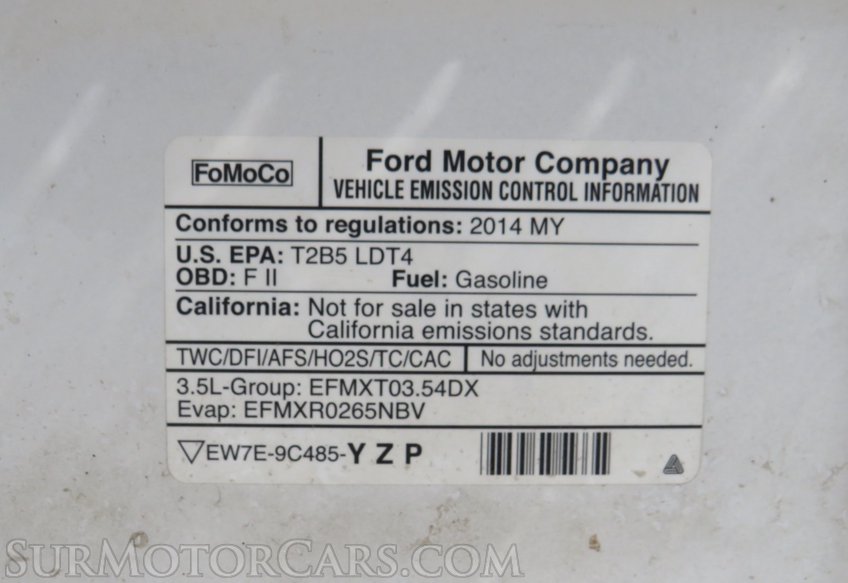 FoMoCo
Ford Motor Company
VEHICLE EMISSION CONTROL INFORMATION
Conforms to regulations: 2014 MY
U.S. EPA: T2B5 LDT4
OBD: F II Fuel: Gasoline
California: Not for sale in states with
California emissions standards.
TWC/DFI/AFS/HO2S/TC/CAC No adjustments needed.
3.5L-Group: EFMXT03.54DX
Evap: EFMXR0265NBV
EW7E-9C485-Y Z P
SURMOTORCARS.COM